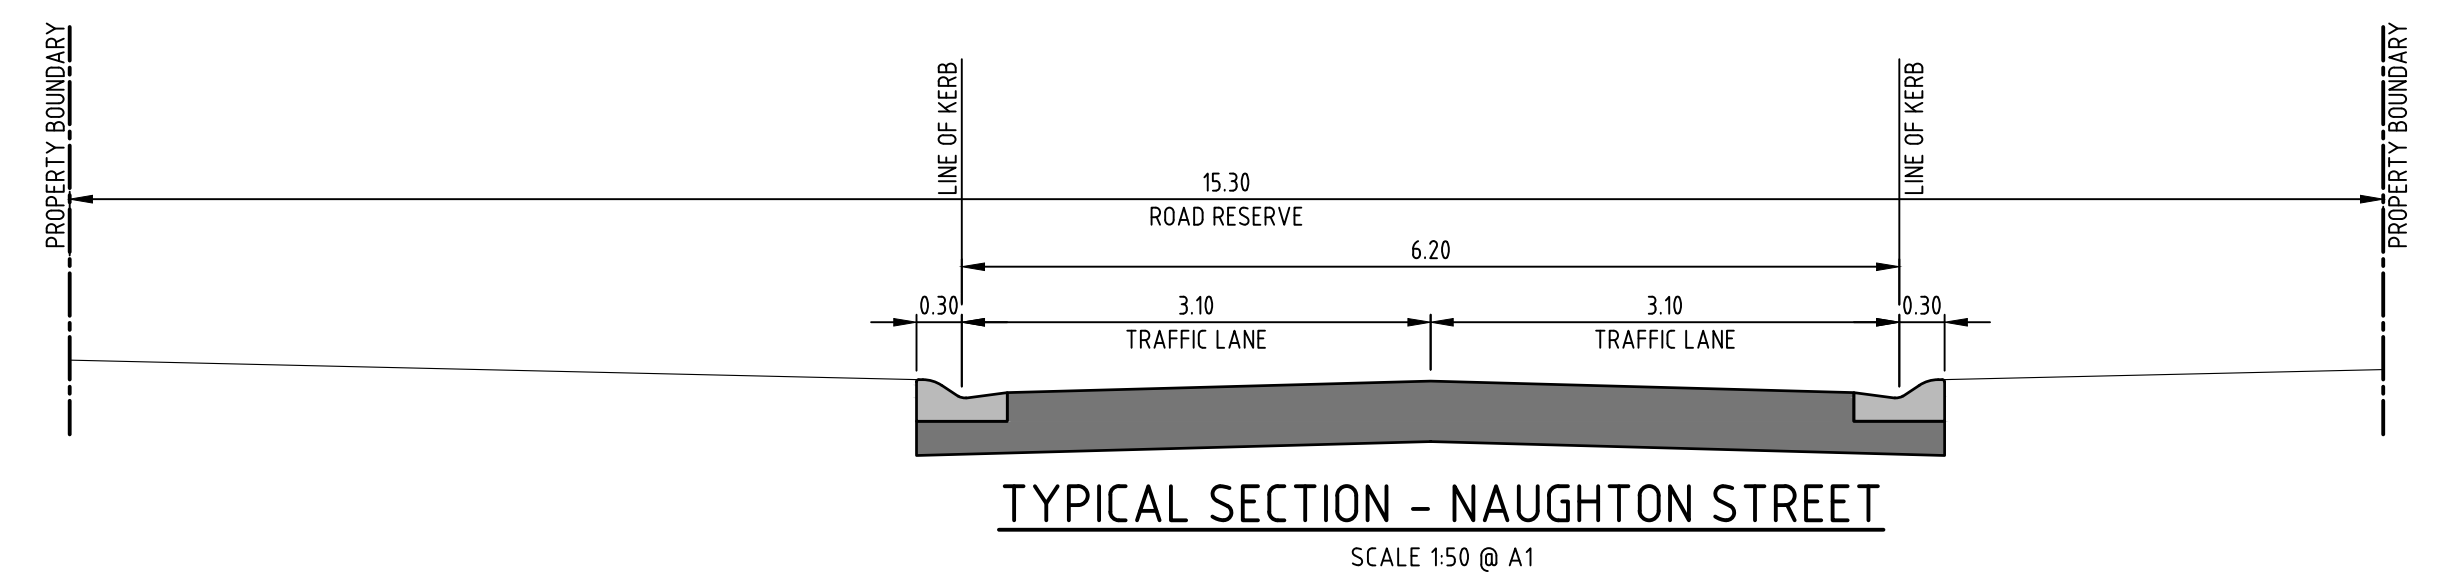 PROPERTY BOUNDARY
LINE OF KERB
LINE OF KERB
PROPERTY BOUNDARY
15.30
ROAD RESERVE
6.20
0.30
3.10
3.10
0.30
TRAFFIC LANE
TRAFFIC LANE
TYPICAL SECTION - NAUGHTON STREET
SCALE 1:50 @ A1